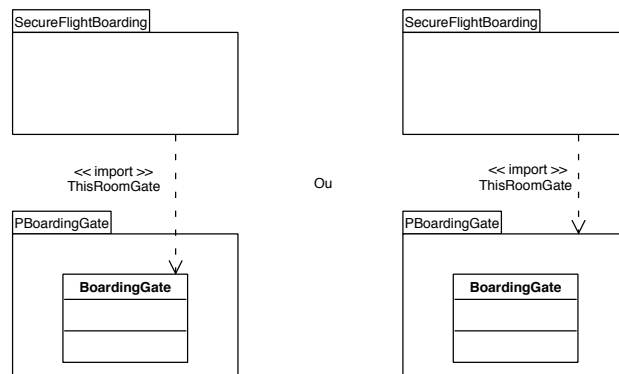 SecureFlightBoarding
<< import >>
ThisRoomGate
PBoardingGate
BoardingGate
Ou
SecureFlightBoarding
<< import >>
ThisRoomGate
PBoardingGate
BoardingGate